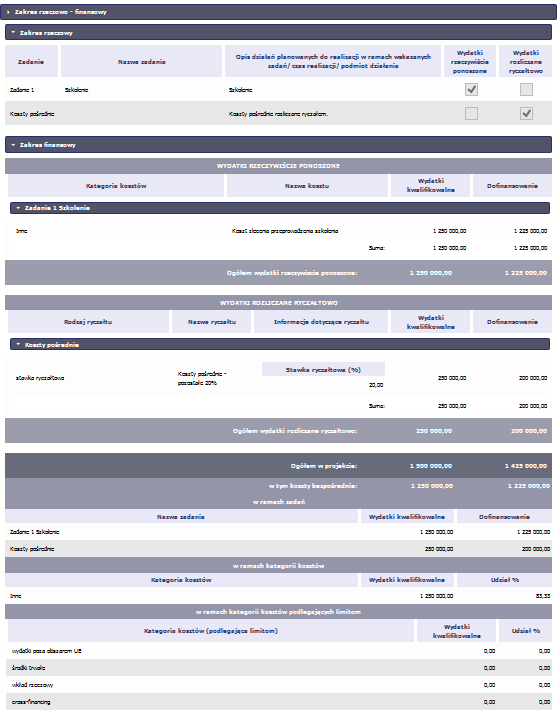 Zakres rzeczowo - finansowy
Zakres rzeczowy
Zadanie Nazwa zadania Opis działań planowanych do realizacji w ramach wskazanych zadań/ czas realizacji/ podmiot działania Wydatki rzeczywiście ponoszone Wydatki rozliczane ryczałtowo
Zadanie 1 Szkolenie Szkolenie
Koszty pośrednie Koszty pośrednie rozliczane ryczałtem.
Zakres finansowy
WYDATKI RZECZYWIŚCIE PONOSZONE
Kategoria kosztów Nazwa kosztu Wydatki kwalifikowalne Dofinansowanie
Zadanie 1 Szkolenie
Inne Koszt zlecenia przeprowadzenia szkolenia 1 250 000,00 1 225 000,00
Suma: 1 250 000,00 1 225 000,00
Ogółem wydatki rzeczywiście ponoszone: 1 250 000,00 1 225 000,00
WYDATKI ROZLICZANE RYCZAŁTOWO
Rodzaj ryczałtu Nazwa ryczałtu Informacje dotyczące ryczałtu Wydatki kwalifikowalne Dofinansowanie
Koszty pośrednie
stawka ryczałtowa Koszty pośrednie - pozostałe 20% Stawka ryczałtowa (%) 20,00 250 000,00 200 000,00
Suma: 250 000,00 200 000,00
Ogółem wydatki rozliczane ryczałtowo: 250 000,00 200 000,00
Ogółem w projekcie: 1 500 000,00 1 425 000,00
w tym koszty bezpośrednie: 1 250 000,00 1 225 000,00
w ramach zadań
Nazwa zadania Wydatki kwalifikowalne Dofinansowanie
Zadanie 1 Szkolenie 1 250 000,00 1 225 000,00
Koszty pośrednie 250 000,00 200 000,00
w ramach kategorii kosztów
Kategoria kosztów Wydatki kwalifikowalne Udział %
Inne 1 250 000,00 83,33
w ramach kategorii kosztów podlegających limitom
Kategoria kosztów (podlegająca limitom) Wydatki kwalifikowalne Udział %
wydatki poza obszarem UE 0,00 0,00
środki trwałe 0,00 0,00
wkład rzeczowy 0,00 0,00
cross-financing 0,00 0,00